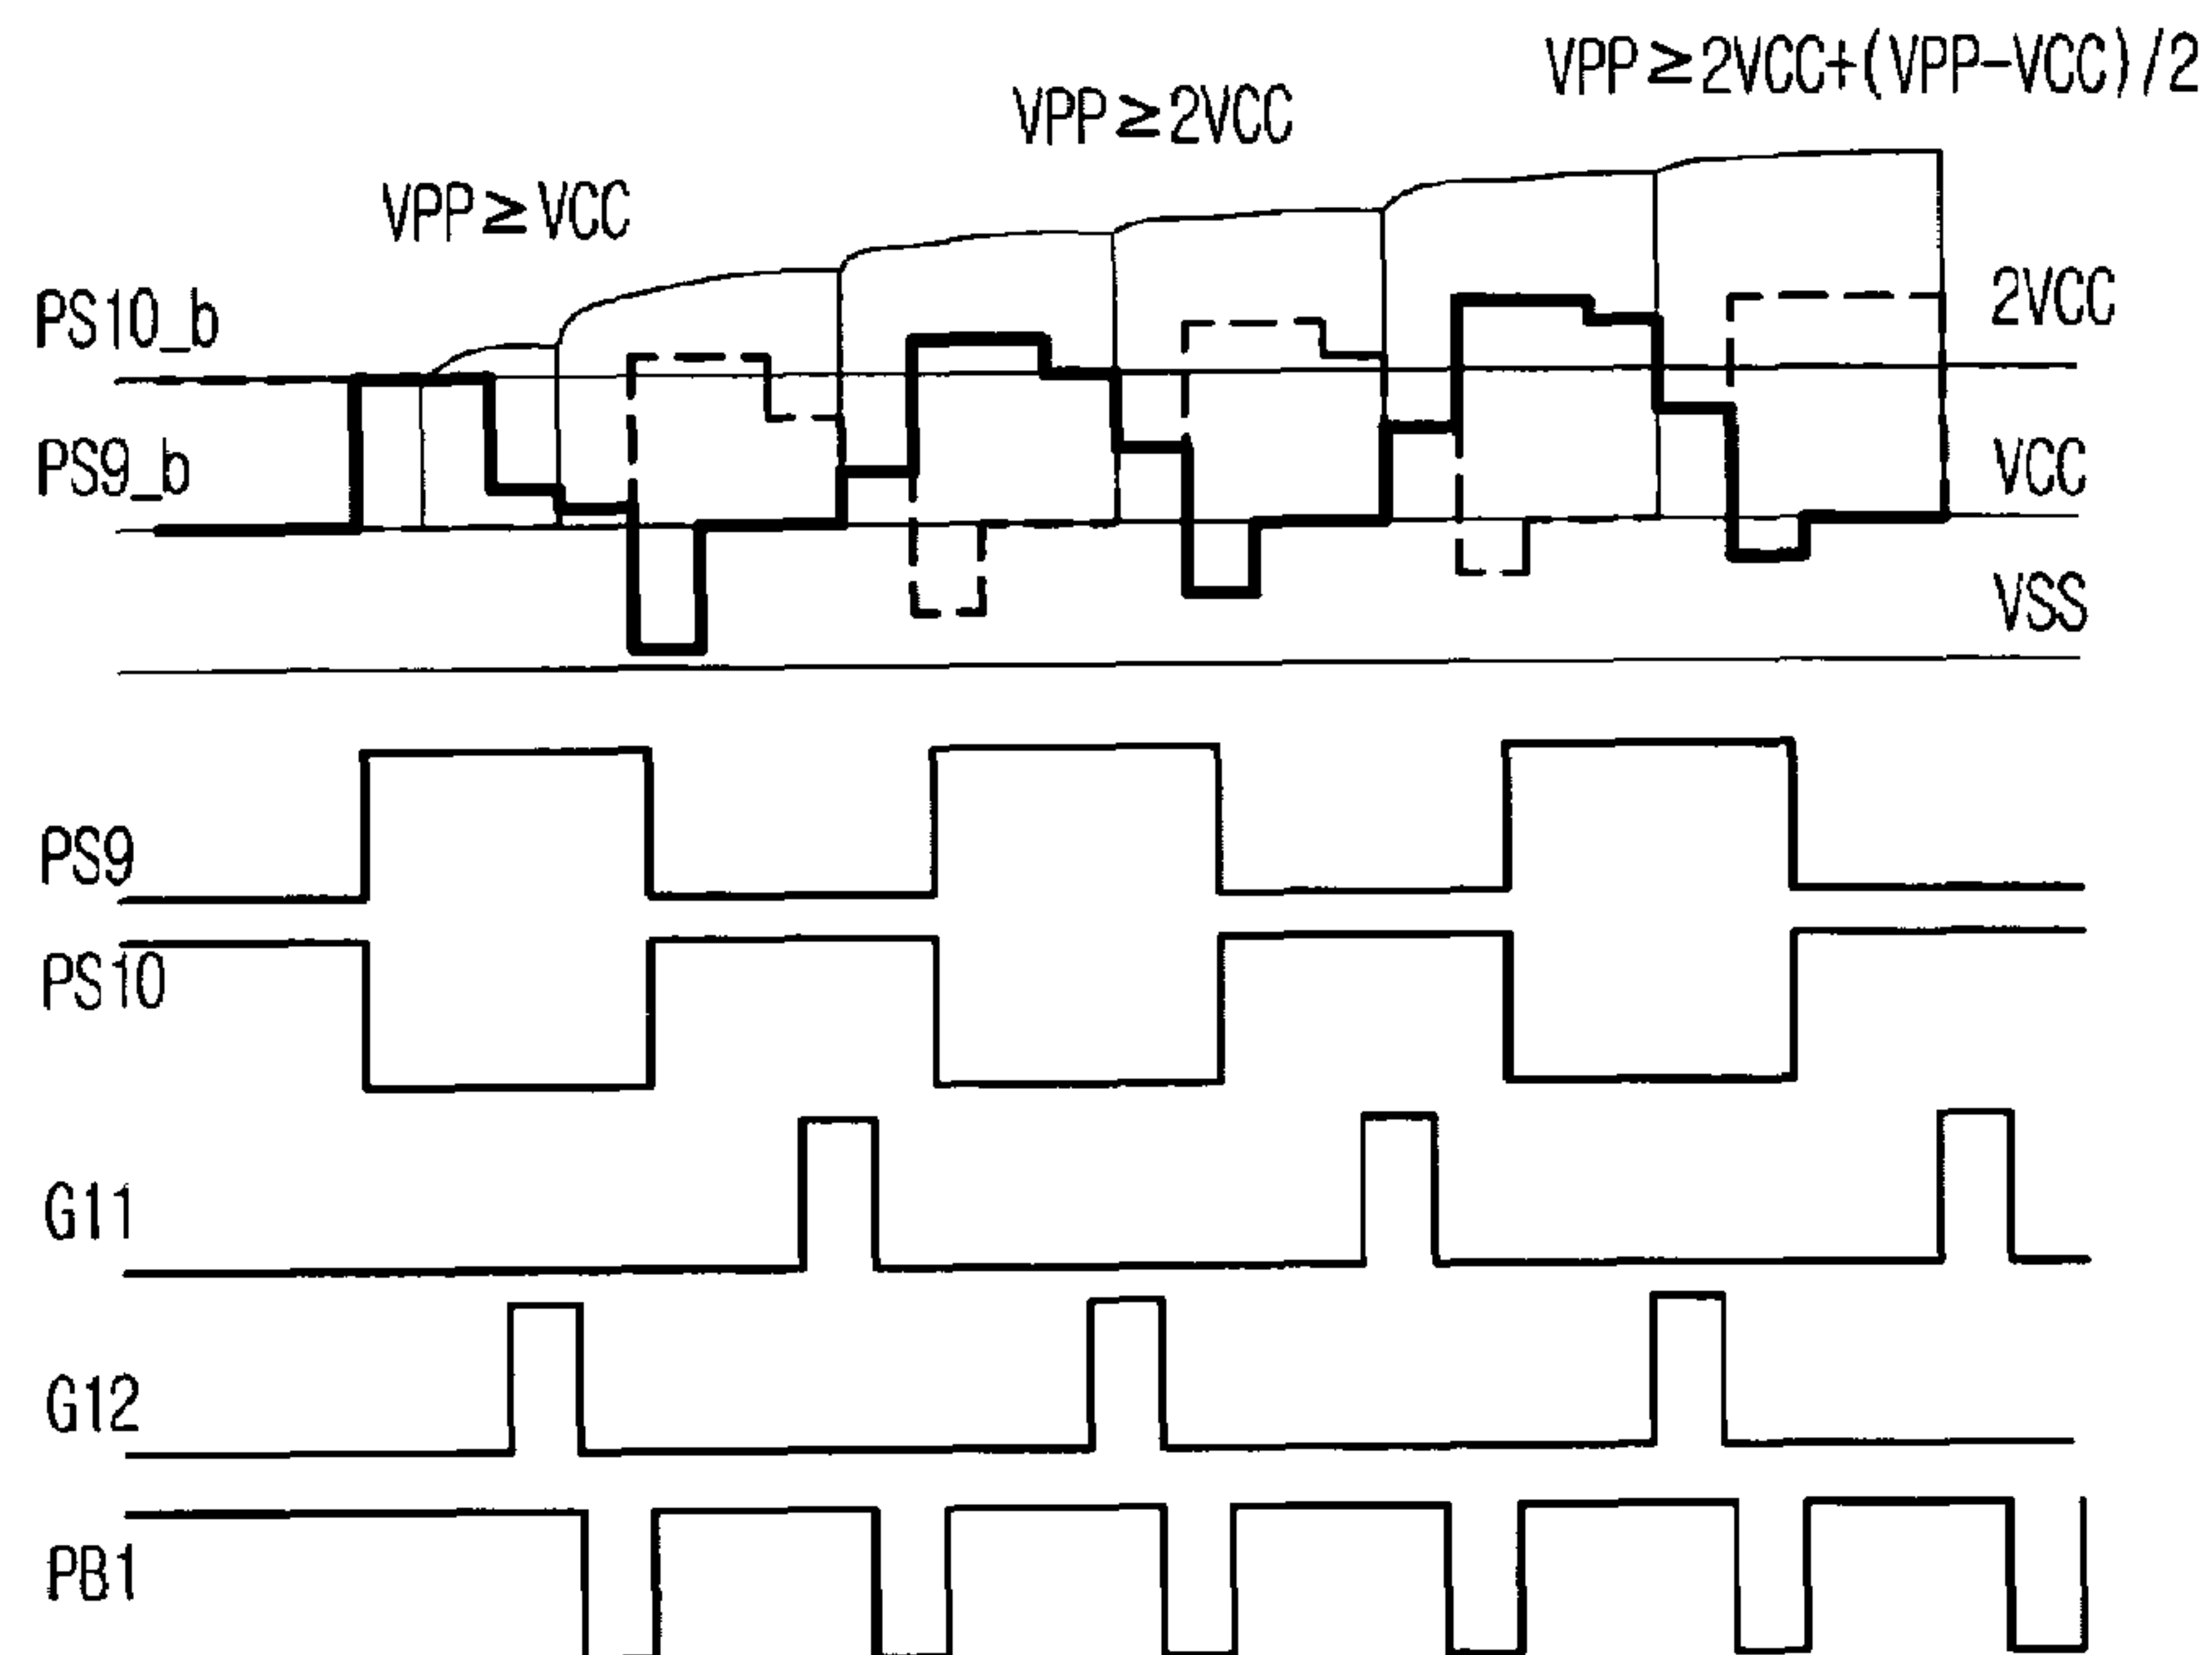 VPP≥2VCC+(VPP-VCC)/2
VPP≥2VCC
VPP≥VCC
PS10_b
2VCC
PS9_b
VCC
VSS
PS9
PS10
G11
G12
PB1